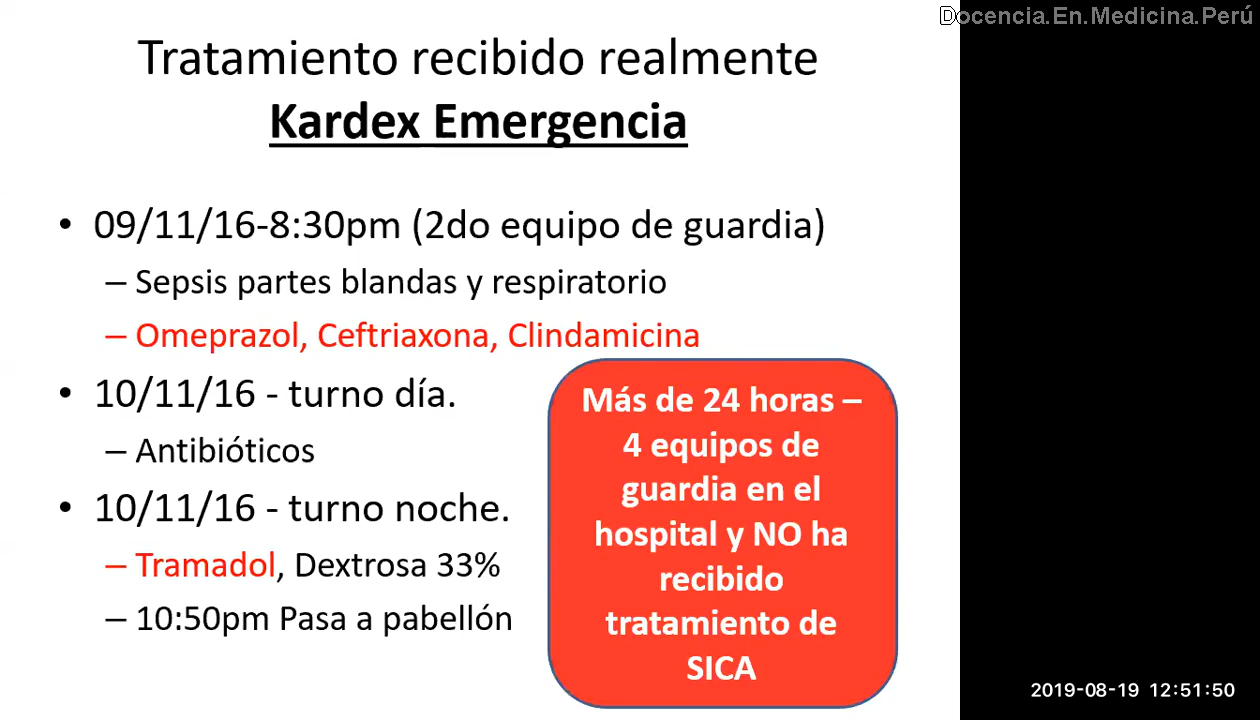 Docencia.En.Medicina.Perú
Tratamiento recibido realmente
Kardex Emergencia
• 09/11/16-8:30pm (2do equipo de guardia)
– Sepsis partes blandas y respiratorio
– Omeprazol, Ceftriaxona, Clindamicina
• 10/11/16 - turno día.
– Antibióticos
• 10/11/16 - turno noche.
– Tramadol, Dextrosa 33%
– 10:50pm Pasa a pabellón
Más de 24 horas –
4 equipos de
guardia en el
hospital y NO ha
recibido
tratamiento de
SICA
2019-08-19 12:51:50